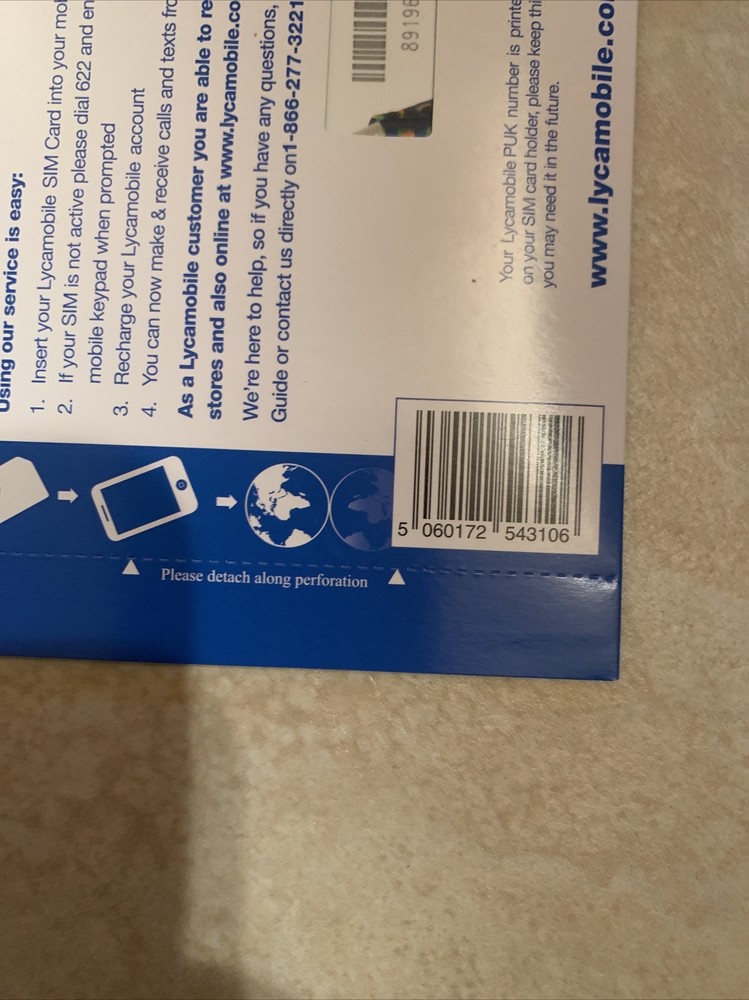 Using our service is easy:
1. Insert your Lycamobile SIM Card into your
2. If your SIM is not active please dial 622 and
mobile keypad when prompted
3. Recharge your Lycamobile account
4. You can now make & receive calls and texts
As a Lycamobile customer you are able to
stores and also online at www.lycamobile.co
We're here to help, so if you have any questions,
Guide or contact us directly on1-866-277-3221
89196
Your Lycamobile PUK number is printe
on your SIM card holder, please keep thi
you may need it in the future.
www.lycamobile.co
5 060172 543106
Please detach along perforation